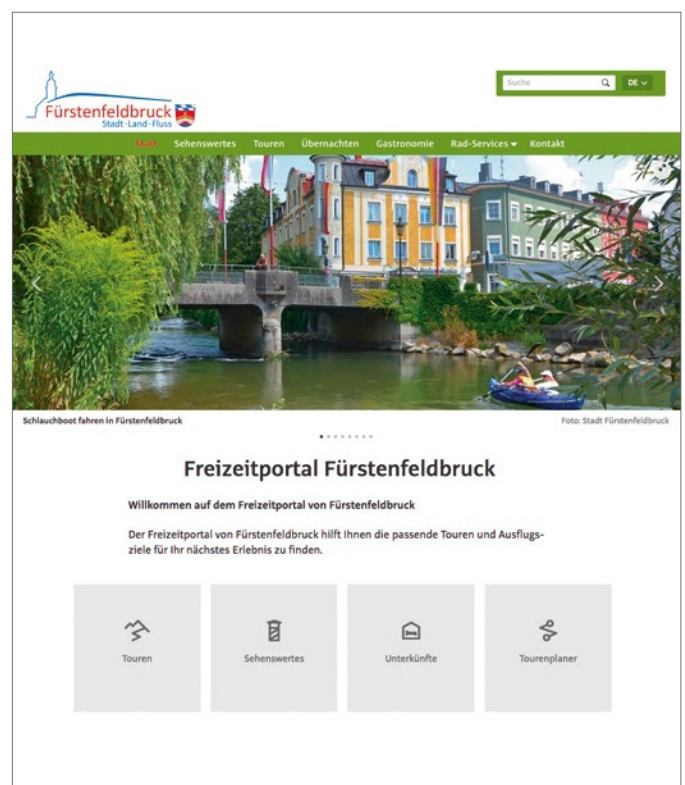 Fürstenfeldbruck
Stadt·Land·Fluss
Suche
DE
Start Sehenswertes Touren Übernachten Gastronomie Rad-Services Kontakt
Schlauchboot fahren in Fürstenfeldbruck
Foto: Stadt Fürstenfeldbruck
Freizeitportal Fürstenfeldbruck
Willkommen auf dem Freizeitportal von Fürstenfeldbruck
Der Freizeitportal von Fürstenfeldbruck hilft Ihnen die passende Touren und Ausflugs-
ziele für Ihr nächstes Erlebnis zu finden.
Touren
Sehenswertes
Unterkünfte
Tourenplaner